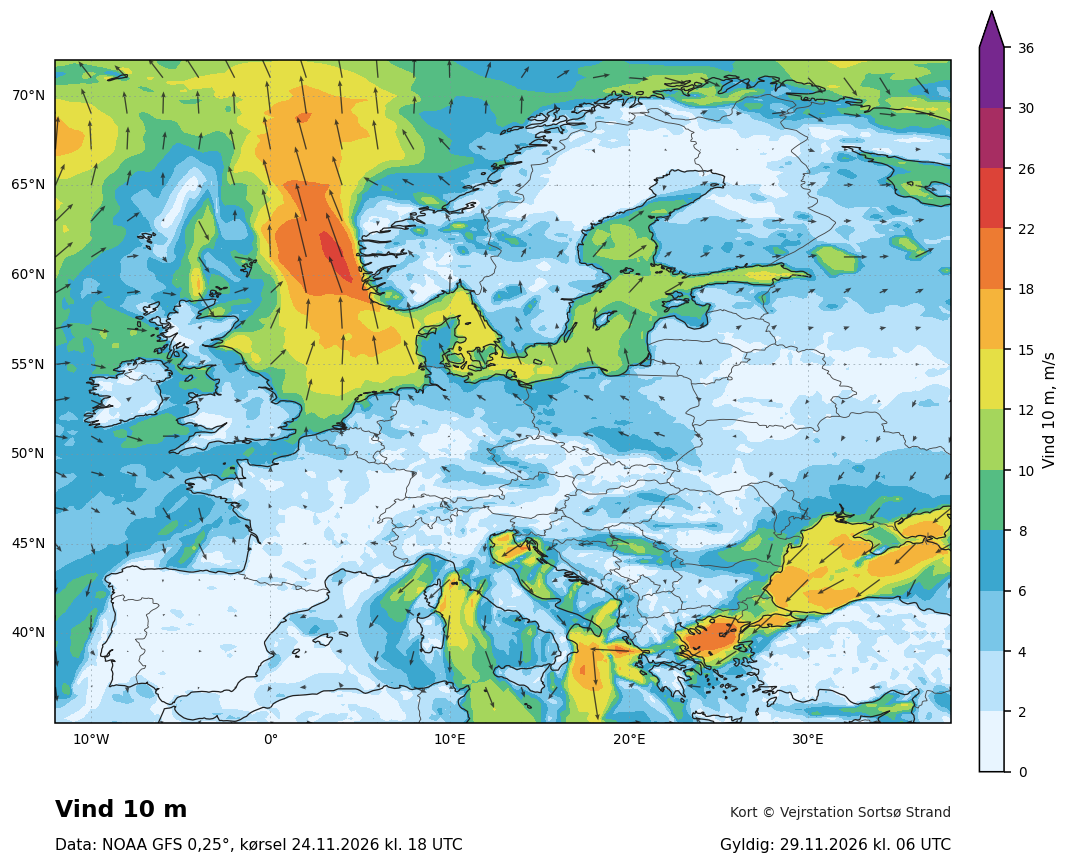 36
30
26
22
18
15
12
10
8
6
4
2
0
Vind 10 m, m/s
70°N
65°N
60°N
55°N
50°N
45°N
40°N
10°W
0°
10°E
20°E
30°E
Vind 10 m
Kort © Vejrstation Sortsø Strand
Data: NOAA GFS 0,25°, kørsel 24.11.2026 kl. 18 UTC
Gyldig: 29.11.2026 kl. 06 UTC